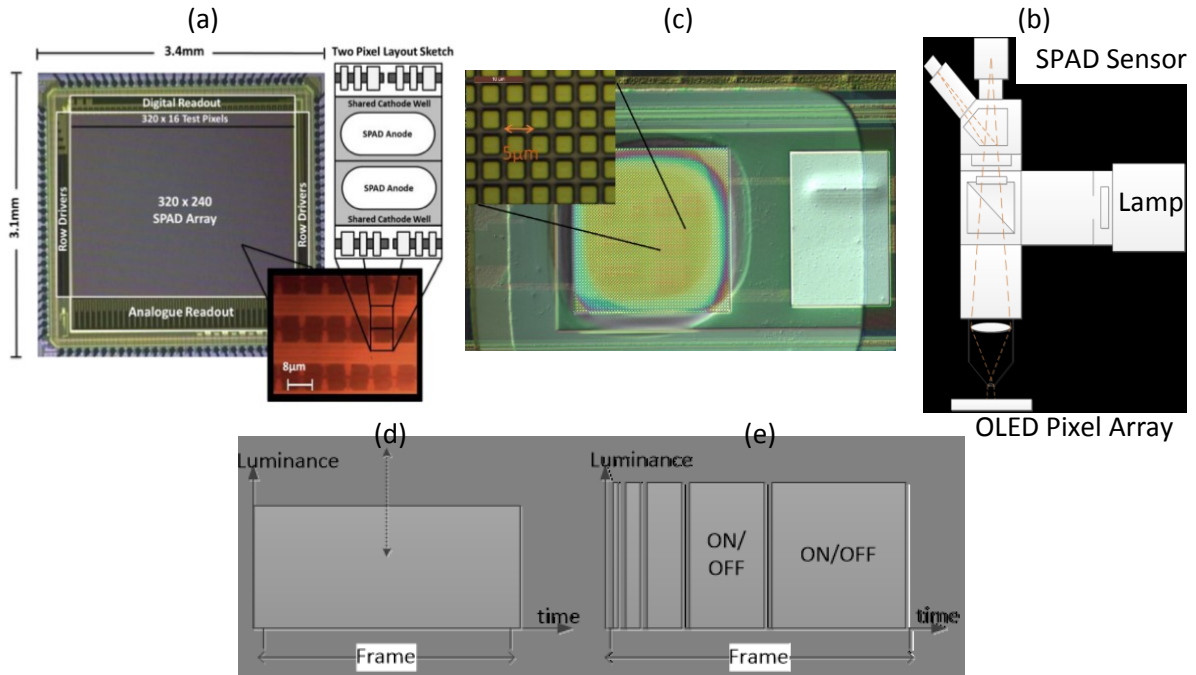 (a)
3.4mm
3.1mm
Digital Readout
320 x 16 Test Pixels
Row Drivers
320 x 240
SPAD Array
Row Drivers
Analogue Readout
Two Pixel Layout Sketch
Shared Cathode Well
SPAD Anode
SPAD Anode
Shared Cathode Well
8µm
(c)
5µm
(b)
SPAD Sensor
Lamp
OLED Pixel Array
(d)
Luminance
time
Frame
(e)
Luminance
ON/
OFF
ON/OFF
time
Frame